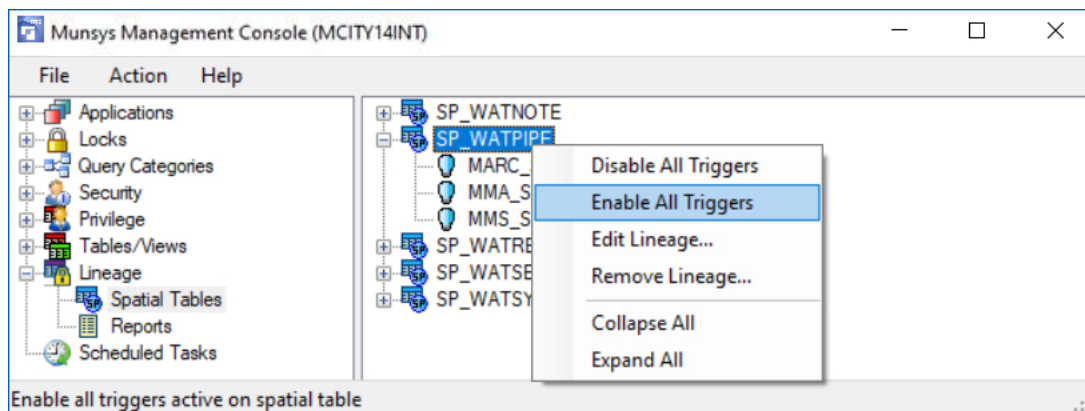 Munsys Management Console (MCITY14INT)
File Action Help
Applications
Locks
Query Categories
Security
Privilege
Tables/Views
Lineage
Spatial Tables
Reports
Scheduled Tasks
SP_WATNOTE
SP_WATPIPE
MARC_
MMA_S
MMS_S
SP_WATRE
SP_WATSE
SP_WATSY
Disable All Triggers
Enable All Triggers
Edit Lineage...
Remove Lineage...
Collapse All
Expand All
Enable all triggers active on spatial table